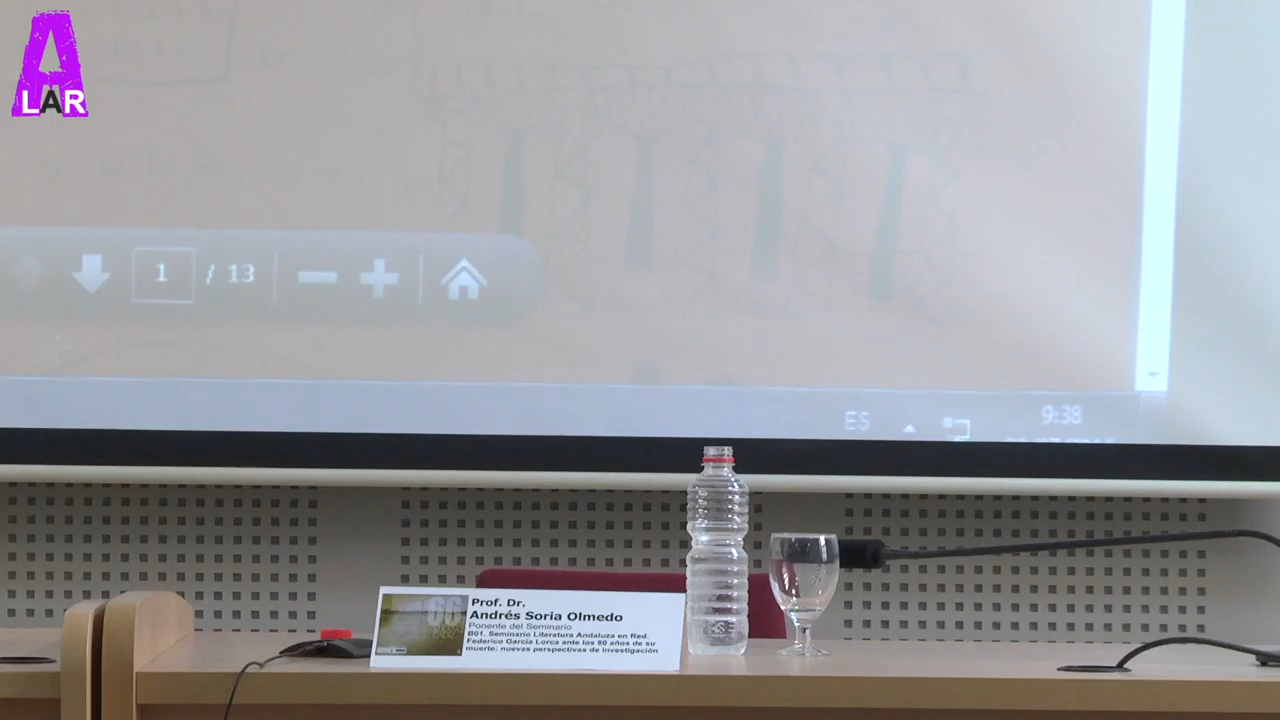 A
LAR
1 / 13
ES
9:38
66
Prof. Dr.
Andrés Soria Olmedo
Ponente del Seminario
B01. Seminario Literatura Andaluza en Red.
Federico García Lorca ante los 80 años de su
muerte: nuevas perspectivas de investigación